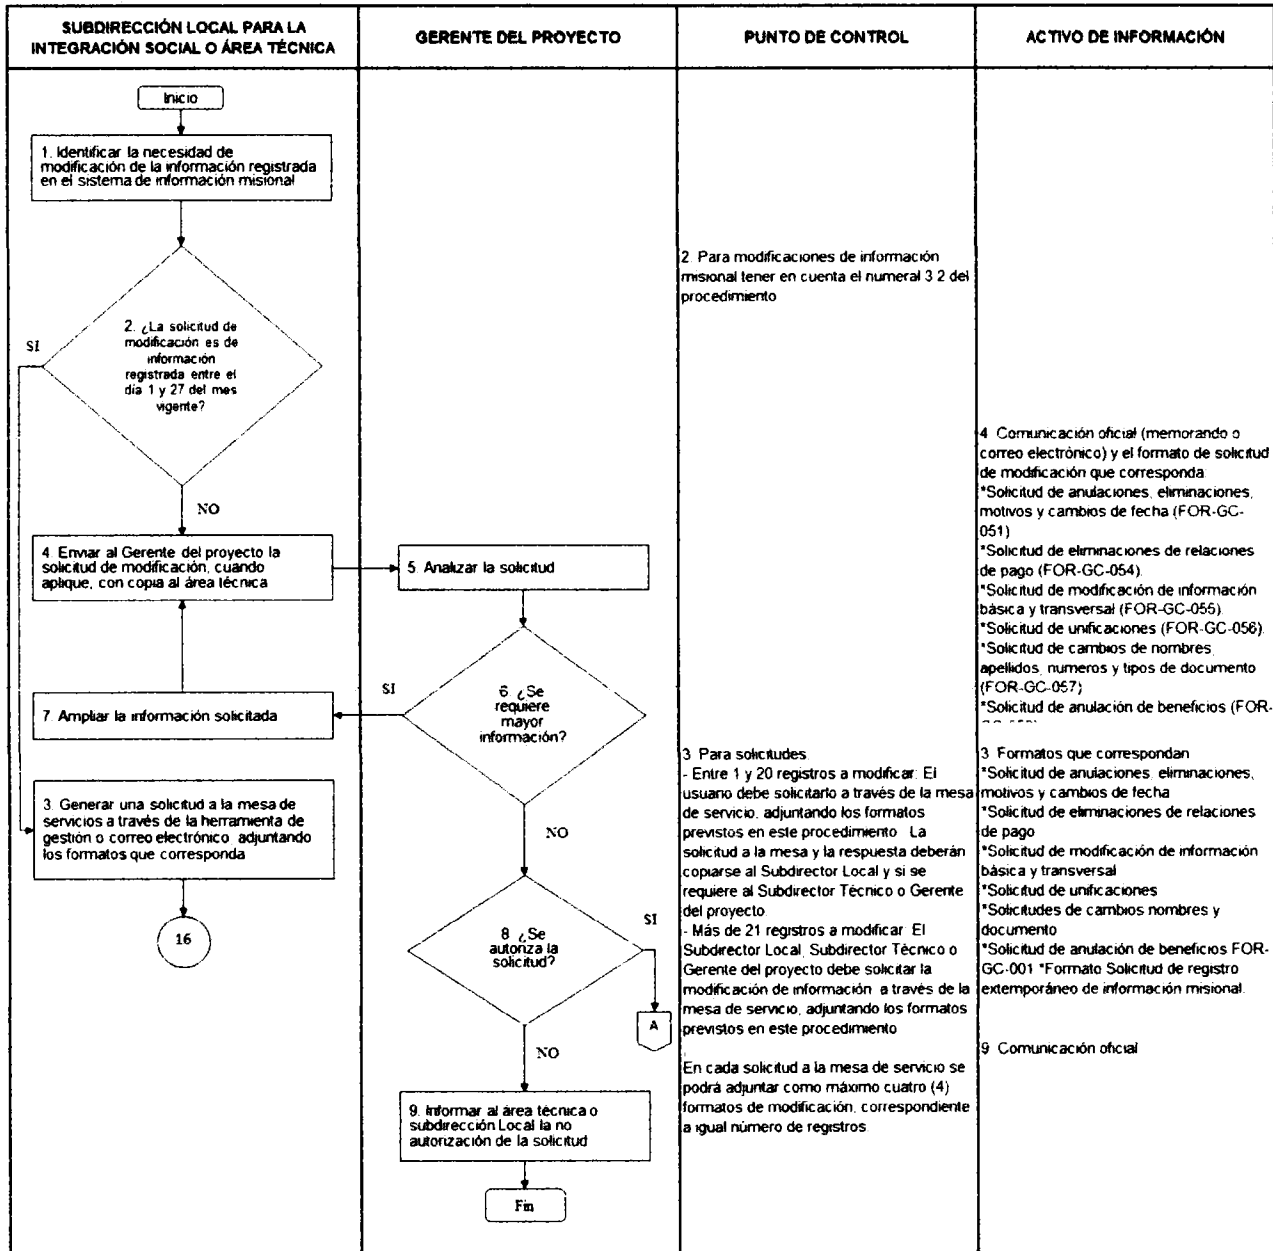 SUBDIRECCIÓN LOCAL PARA LA
INTEGRACIÓN SOCIAL O ÁREA TÉCNICA
GERENTE DEL PROYECTO
PUNTO DE CONTROL
ACTIVO DE INFORMACIÓN
Inicio
1. Identificar la necesidad de
modificación de la información registrada
en el sistema de información misional
2. ¿La solicitud de
modificación es de
información
registrada entre el
día 1 y 27 del mes
vigente?
SI
NO
4. Enviar al Gerente del proyecto la
solicitud de modificación, cuando
aplique, con copia al área técnica
7. Ampliar la información solicitada
3. Generar una solicitud a la mesa de
servicios a través de la herramienta de
gestión o correo electrónico, adjuntando
los formatos que corresponda
16
5. Analizar la solicitud
6. ¿Se
requiere
mayor
información?
SI
NO
8. ¿Se
autoriza la
solicitud?
SI
A
NO
9. Informar al área técnica o
subdirección Local la no
autorización de la solicitud
Fin
2. Para modificaciones de información
misional tener en cuenta el numeral 3.2 del
procedimiento
3. Para solicitudes
- Entre 1 y 20 registros a modificar. El
usuario debe solicitarlo a través de la mesa
de servicio, adjuntando los formatos
previstos en este procedimiento. La
solicitud a la mesa y la respuesta deberán
copiarse al Subdirector Local y si se
requiere al Subdirector Técnico o Gerente
del proyecto.
- Más de 21 registros a modificar. El
Subdirector Local, Subdirector Técnico o
Gerente del proyecto debe solicitar la
modificación de información a través de la
mesa de servicio, adjuntando los formatos
previstos en este procedimiento
En cada solicitud a la mesa de servicio se
podrá adjuntar como máximo cuatro (4)
formatos de modificación, correspondiente
a igual número de registros
4. Comunicación oficial (memorando o
correo electrónico) y el formato de solicitud
de modificación que corresponda
*Solicitud de anulaciones, eliminaciones,
motivos y cambios de fecha (FOR-GC-
051)
*Solicitud de eliminaciones de relaciones
de pago (FOR-GC-054).
*Solicitud de modificación de información
básica y transversal (FOR-GC-055)
*Solicitud de unificaciones (FOR-GC-056).
*Solicitud de cambios de nombres,
apellidos, numeros y tipos de documento
(FOR-GC-057)
*Solicitud de anulación de beneficios (FOR-
3. Formatos que correspondan
*Solicitud de anulaciones, eliminaciones,
motivos y cambios de fecha
*Solicitud de eliminaciones de relaciones
de pago
*Solicitud de modificación de información
básica y transversal
*Solicitud de unificaciones
*Solicitudes de cambios nombres y
documento
*Solicitud de anulación de beneficios FOR-
GC-001 *Formato Solicitud de registro
extemporáneo de información misional.
9. Comunicación oficial